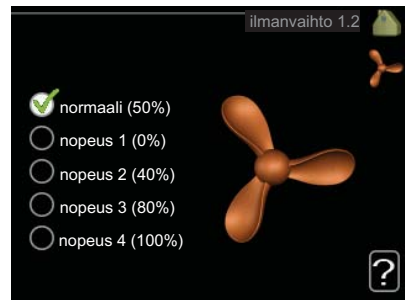 ilmanvaihto 1.2
normaali (50%)
nopeus 1 (0%)
nopeus 2 (40%)
nopeus 3 (80%)
nopeus 4 (100%)
?